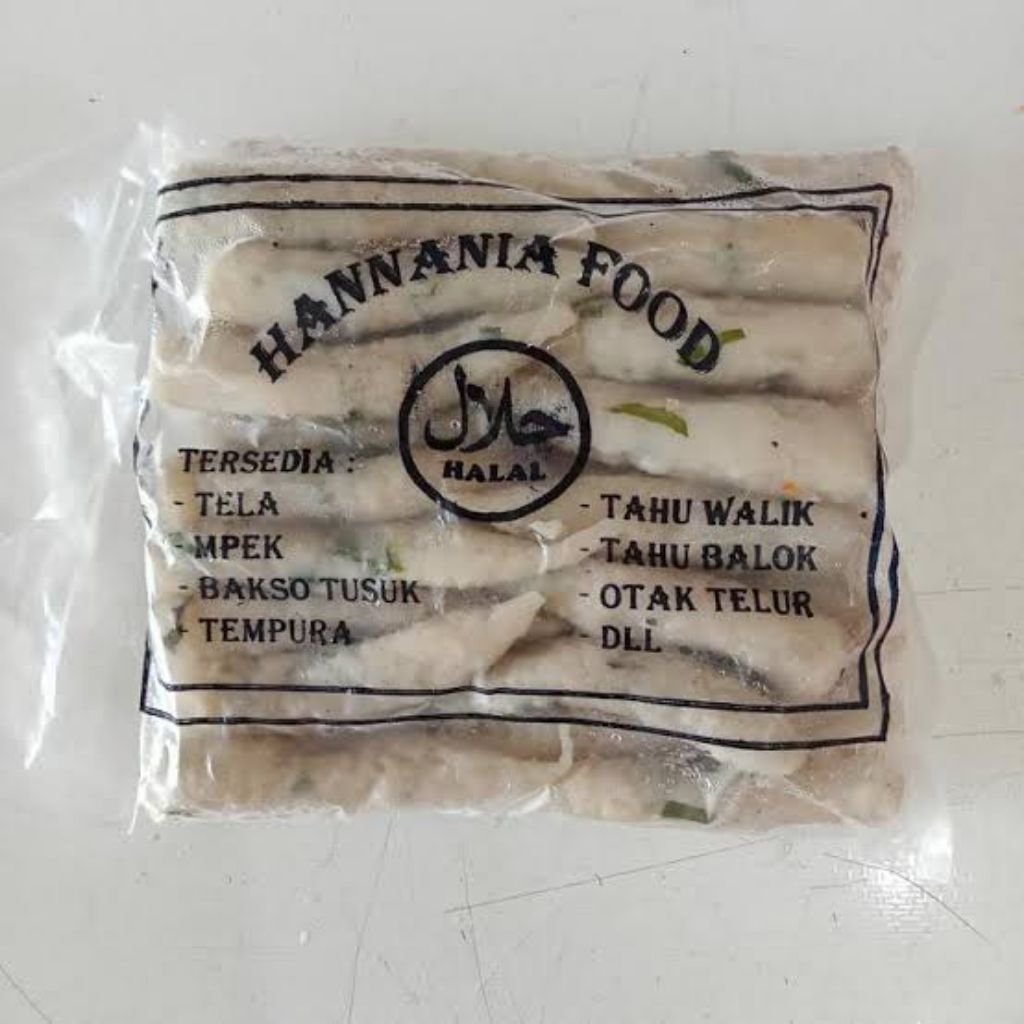 HANNANIA FOOD
حلال
HALAL
TERSEDIA :
- TELA
- MPEK
- BAKSO TUSUK
- TEMPURA
- TAHU WALIK
- TAHU BALOK
- OTAK TELUR
- DLL